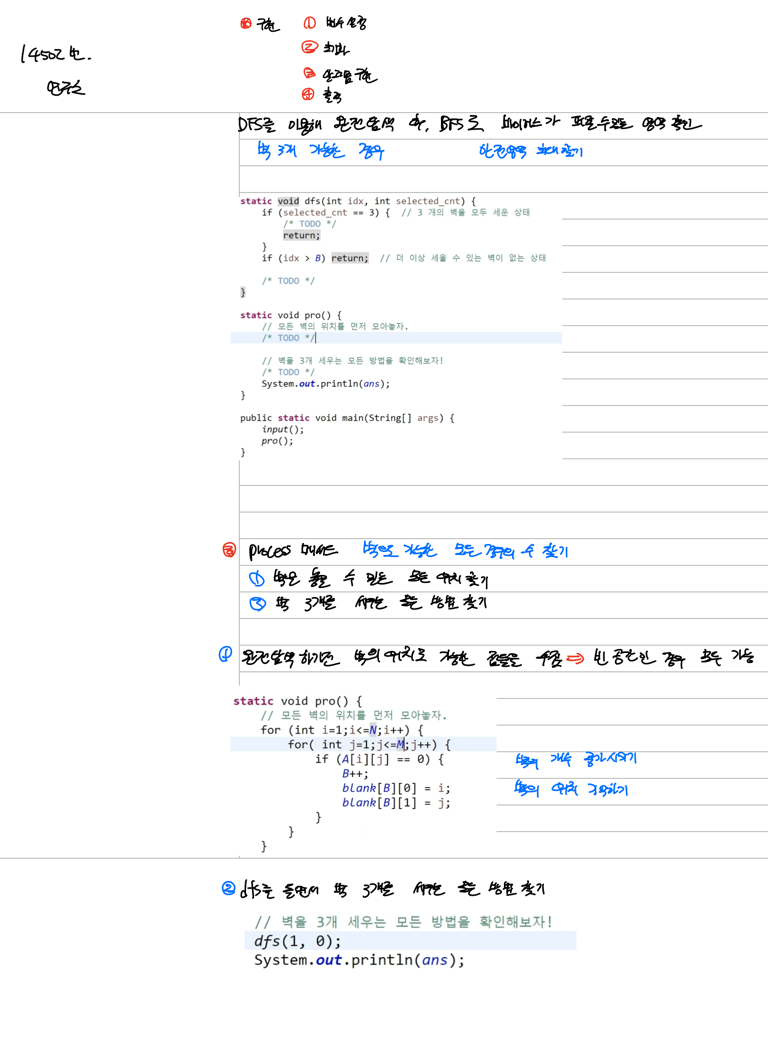 14502번.
연구소
※ 구현 ① 변수 설정
② 초기화
③ 알고리즘 구현
④ 출력
DFS를 이용해 완전탐색 후, BFS로 바이러스가 퍼질 수 있는 영역 확인
벽 3개 가능한 경우 안전영역 최대 찾기
static void dfs(int idx, int selected_cnt) {
if (selected_cnt == 3) {  // 3 개의 벽을 모두 세운 상태
/* TODO */
return;
}
if (idx > B) return;  // 더 이상 세울 수 있는 벽이 없는 상태
/* TODO */
}
static void pro() {
// 모든 벽의 위치를 먼저 모아놓자.
/* TODO */
// 벽을 3개 세우는 모든 방법을 확인해보자!
/* TODO */
System.out.println(ans);
}
public static void main(String[] args) {
input();
pro();
}
③ process 메서드 벽으로 가능한 모든 경우의 수 찾기
① 벽은 놓을 수 있는 모든 위치 찾기
② 벽 3개를 세우는 모든 방법 찾기
① 완전탐색하기전 벽의 위치로 가능한 곳들을 수집 ⇒ 빈 공간인 경우 모두 가능
static void pro() {
// 모든 벽의 위치를 먼저 모아놓자.
for (int i=1;i<=N;i++) {
for( int j=1;j<=M;j++) {
if (A[i][j] == 0) {
B++;
벽의 개수 증가시키기
blank[B][0] = i;
blank[B][1] = j;
벽의 위치 기억하기
}
}
}
② dfs를 돌면서 벽 3개를 세우는 모든 방법 찾기
// 벽을 3개 세우는 모든 방법을 확인해보자!
dfs(1, 0);
System.out.println(ans);